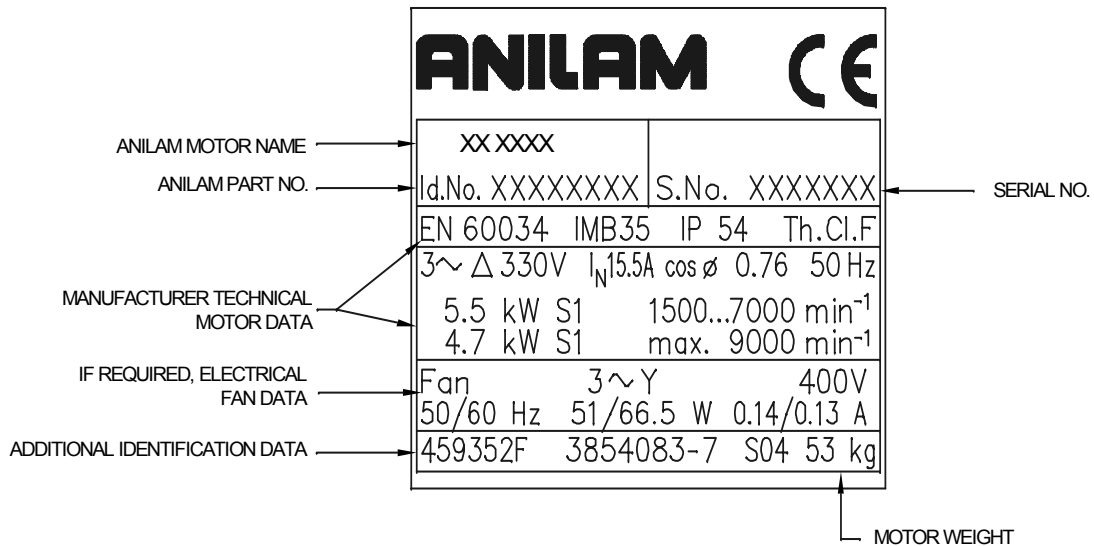 ANILAM CE
ANILAM MOTOR NAME
XX XXXX
ANILAM PART NO.
Id.No. XXXXXXXX S.No. XXXXXXX
SERIAL NO.
EN 60034 IMB35 IP 54 Th.Cl.F
3~ Δ 330V IN15.5A cos ø 0.76 50 Hz
MANUFACTURER TECHNICAL
MOTOR DATA
5.5 kW S1 1500...7000 min-1
4.7 kW S1 max. 9000 min-1
IF REQUIRED, ELECTRICAL
FAN DATA
Fan 3~Y 400V
50/60 Hz 51/66.5 W 0.14/0.13 A
ADDITIONAL IDENTIFICATION DATA
459352F 3854083-7 S04 53 kg
MOTOR WEIGHT